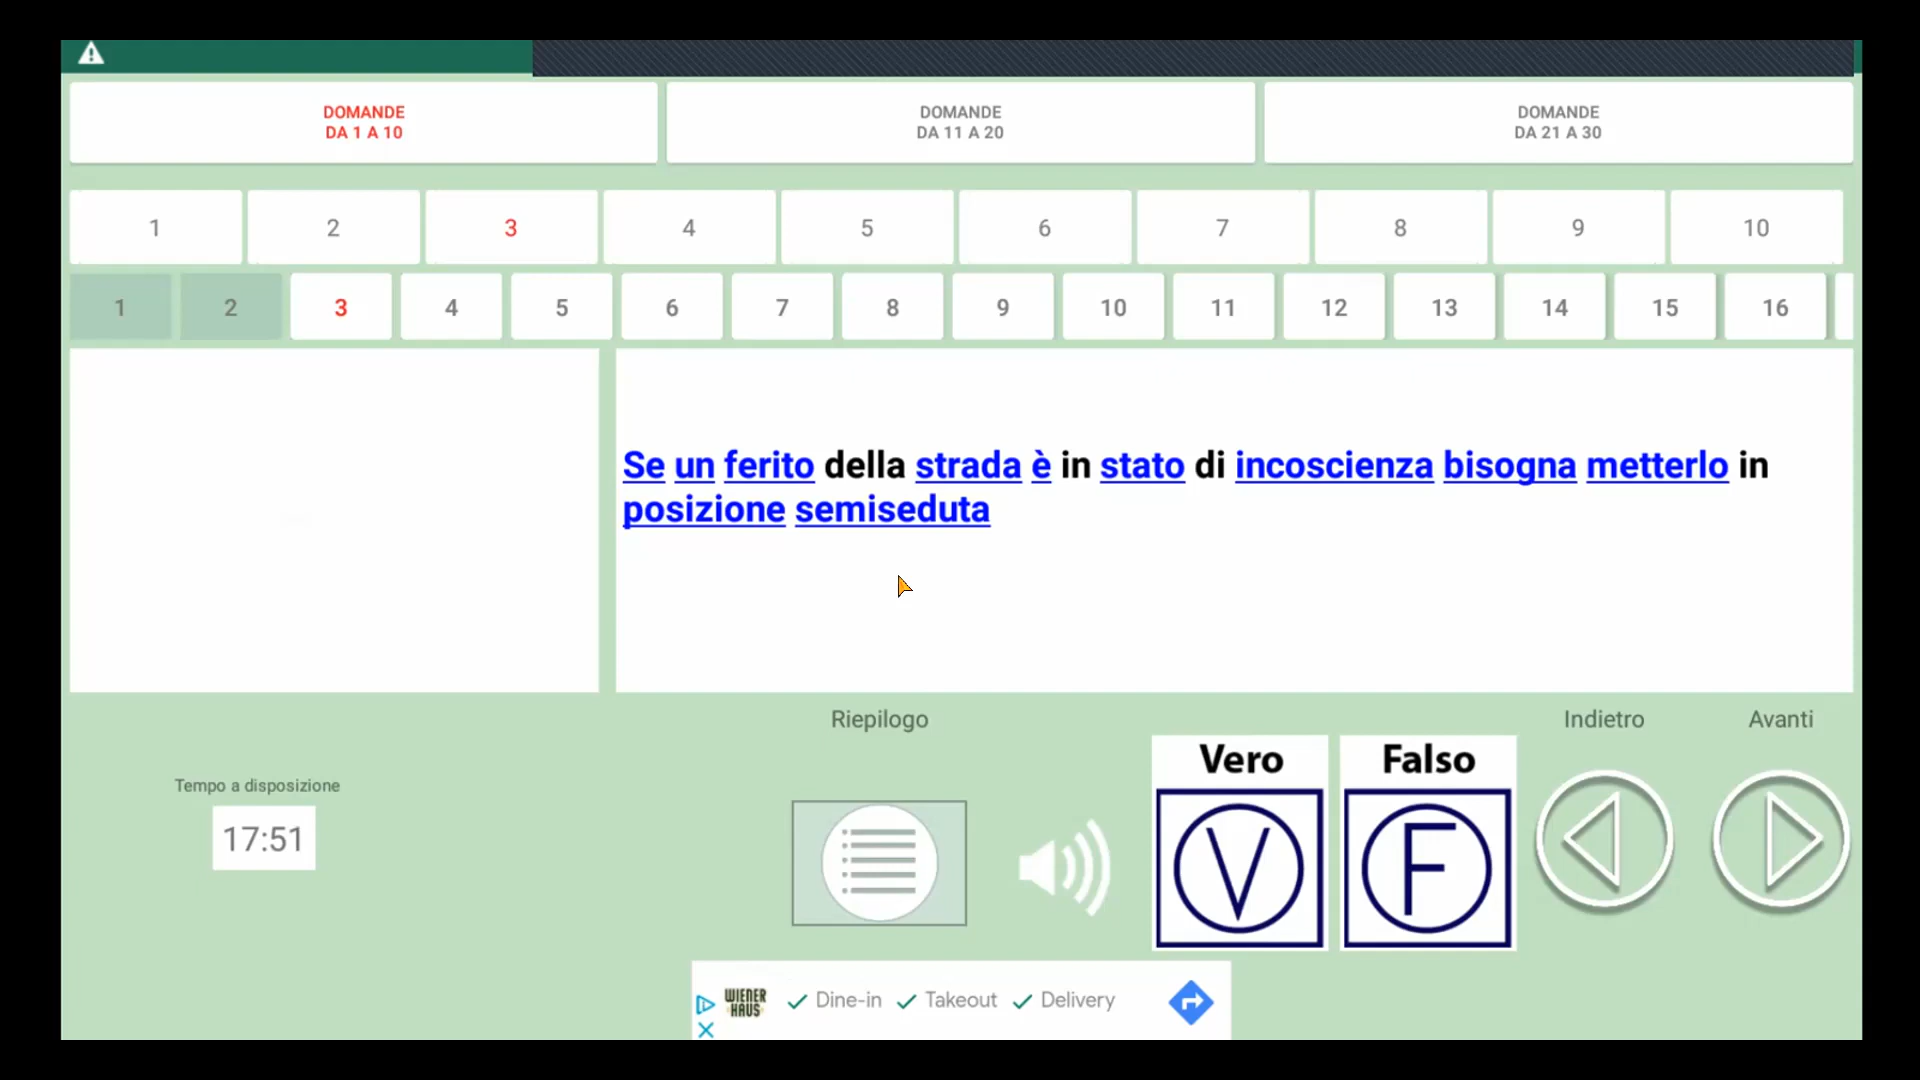 DOMANDE
DA 1 A 10
DOMANDE
DA 11 A 20
DOMANDE
DA 21 A 30
1 2 3 4 5 6 7 8 9 10
1 2 3 4 5 6 7 8 9 10 11 12 13 14 15 16
Se un ferito della strada è in stato di incoscienza bisogna metterlo in
posizione semiseduta
Riepilogo
Indietro
Avanti
Vero
Falso
V
F
Tempo a disposizione
17:51
WIENER
HAUS
Dine-in
Takeout
Delivery